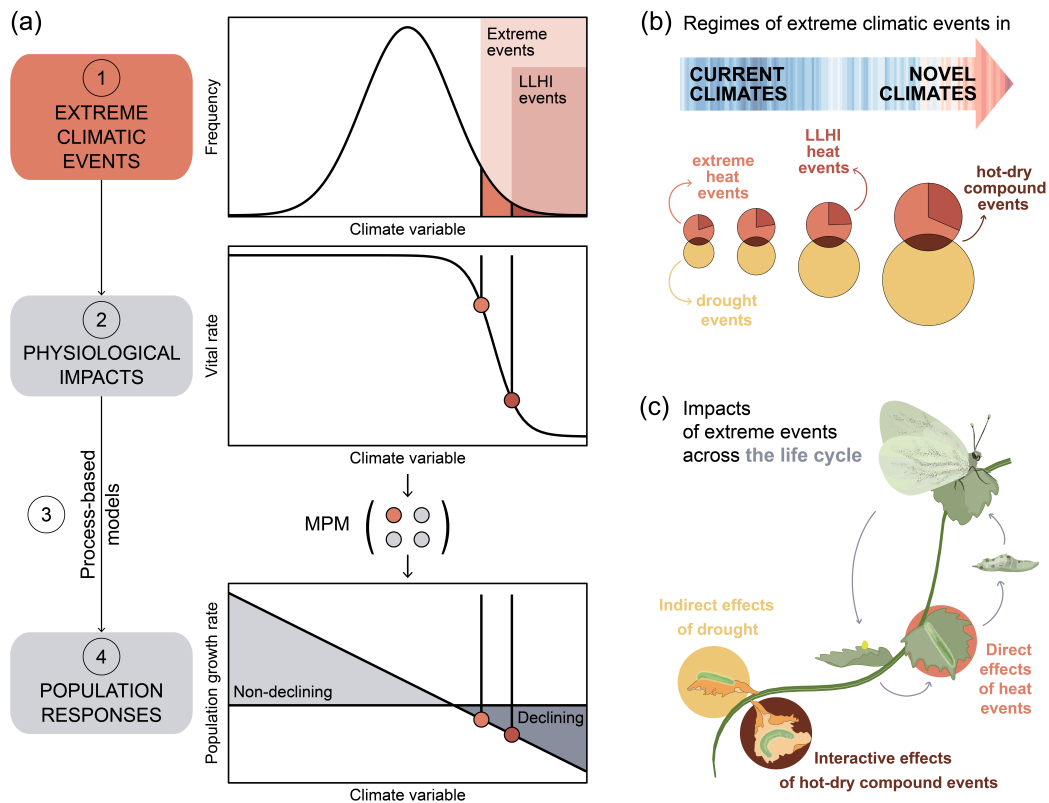 (a)
1
EXTREME
CLIMATIC
EVENTS
2
PHYSIOLOGICAL
IMPACTS
3
Process-based
models
4
POPULATION
RESPONSES
Frequency
Extreme
events
LLHI
events
Climate variable
Vital rate
Climate variable
MPM
Population growth rate
Non-declining
Declining
Climate variable
(b) Regimes of extreme climatic events in
CURRENT
CLIMATES
NOVEL
CLIMATES
extreme
heat
events
LLHI
heat
events
hot-dry
compound
events
drought
events
(c) Impacts
of extreme events
across the life cycle
Indirect effects
of drought
Direct
effects
of heat
events
Interactive effects
of hot-dry compound events